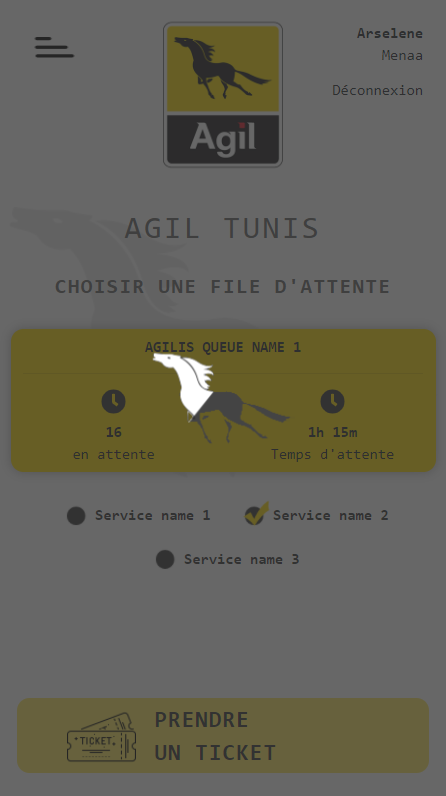 Arselene
Menaa
Déconnexion
Agil
AGIL TUNIS
CHOISIR UNE FILE D'ATTENTE
AGILIS QUEUE NAME 1
16
en attente
1h 15m
Temps d'attente
Service name 1
Service name 2
Service name 3
TICKET
PRENDRE
UN TICKET